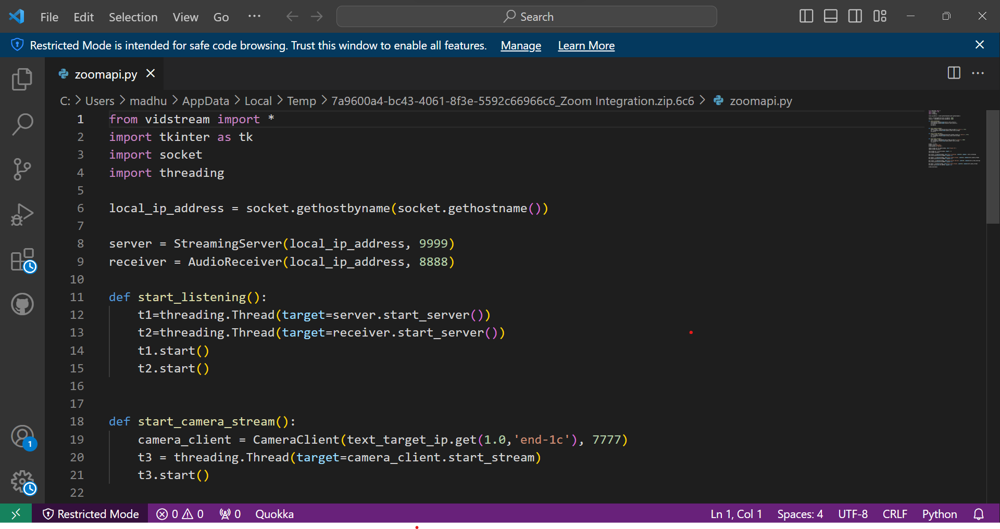 File Edit Selection View Go ··· Search
Restricted Mode is intended for safe code browsing. Trust this window to enable all features. Manage Learn More
zoomapi.py
C: > Users > madhu > AppData > Local > Temp > 7a9600a4-bc43-4061-8f3e-5592c66966c6_Zoom Integration.zip.6c6 > zoomapi.py
1 from vidstream import *
2 import tkinter as tk
3 import socket
4 import threading
5
6 local_ip_address = socket.gethostbyname(socket.gethostname())
7
8 server = StreamingServer(local_ip_address, 9999)
9 receiver = AudioReceiver(local_ip_address, 8888)
10
11 def start_listening():
12     t1=threading.Thread(target=server.start_server())
13     t2=threading.Thread(target=receiver.start_server())
14     t1.start()
15     t2.start()
16
17
18 def start_camera_stream():
19     camera_client = CameraClient(text_target_ip.get(1.0,'end-1c'), 7777)
20     t3 = threading.Thread(target=camera_client.start_stream)
21     t3.start()
22
1
Restricted Mode 0 0 0 Quokka Ln 1, Col 1 Spaces: 4 UTF-8 CRLF Python